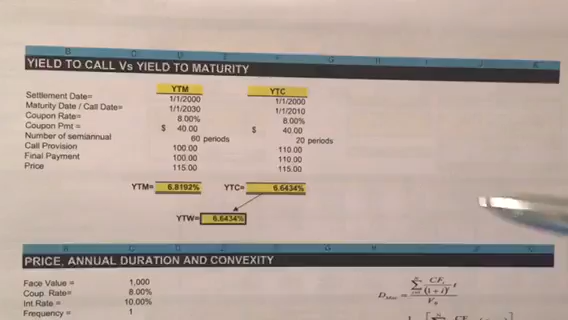 YIELD TO CALL Vs YIELD TO MATURITY
YTM YTC
Settlement Date= 1/1/2000 1/1/2000
Maturity Date / Call Date= 1/1/2030 1/1/2010
Coupon Rate= 8.00% 8.00%
Coupon Pmt = $ 40.00 $ 40.00
Number of semiannual 60 periods 20 periods
Call Provision 100.00 110.00
Final Payment 100.00 110.00
Price 115.00 115.00
YTM= 6.8192% YTC= 6.6434%
YTW= 6.6434%
PRICE, ANNUAL DURATION AND CONVEXITY
Face Value = 1,000
Coup. Rate= 8.00%
Int.Rate = 10.00%
Frequency = 1